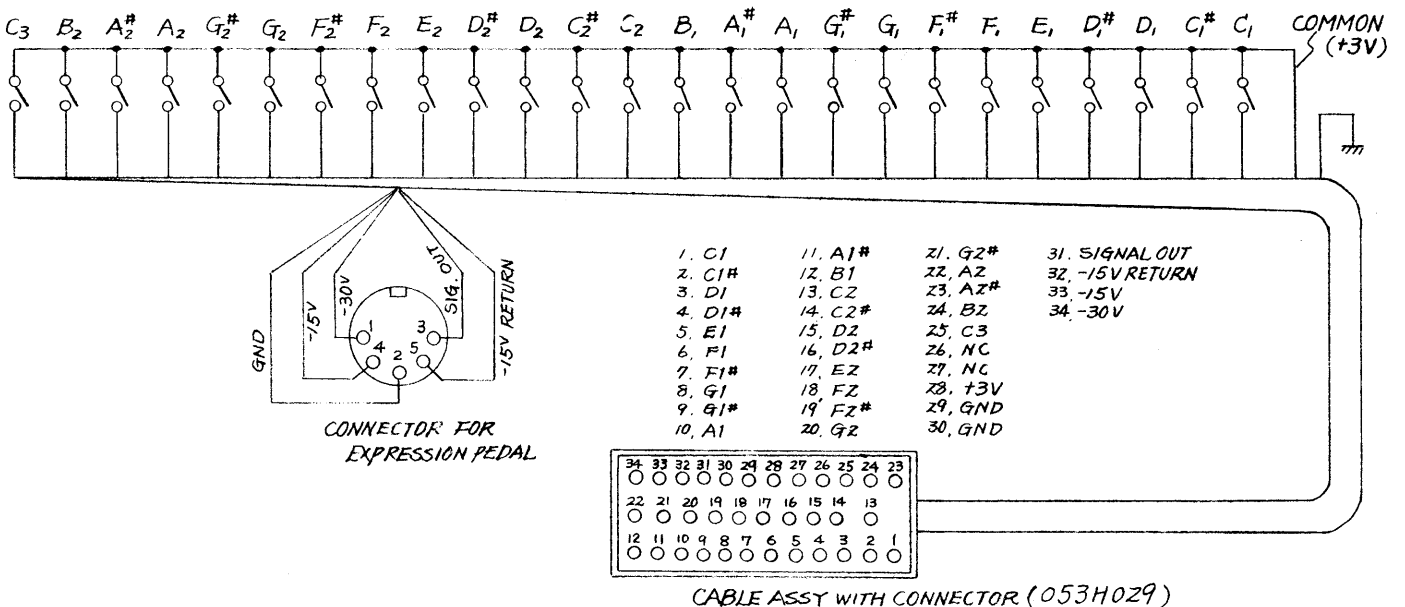 C3 B2 A2# A2 G2# G2 F2# F2 E2 D2# D2 C2# C2 B1 A1# A1 G1# G1 F1# F1 E1 D1# D1 C1# C1 COMMON
(+3V)
GND
-15V
-30V
SIG. OUT
-15V RETURN
1 3
4 2 5
CONNECTOR FOR
EXPRESSION PEDAL
1. C1
2. C1#
3. D1
4. D1#
5. E1
6. F1
7. F1#
8. G1
9. G1#
10. A1
11. A1#
12. B1
13. C2
14. C2#
15. D2
16. D2#
17. E2
18. F2
19. F2#
20. G2
21. G2#
22. A2
23. A2#
24. B2
25. C3
26. NC
27. NC
28. +3V
29. GND
30. GND
31. SIGNAL OUT
32. -15V RETURN
33. -15V
34. -30V
34 33 32 31 30 29 28 27 26 25 24 23
22 21 20 19 18 17 16 15 14 13
12 11 10 9 8 7 6 5 4 3 2 1
CABLE ASSY WITH CONNECTOR (053H029)